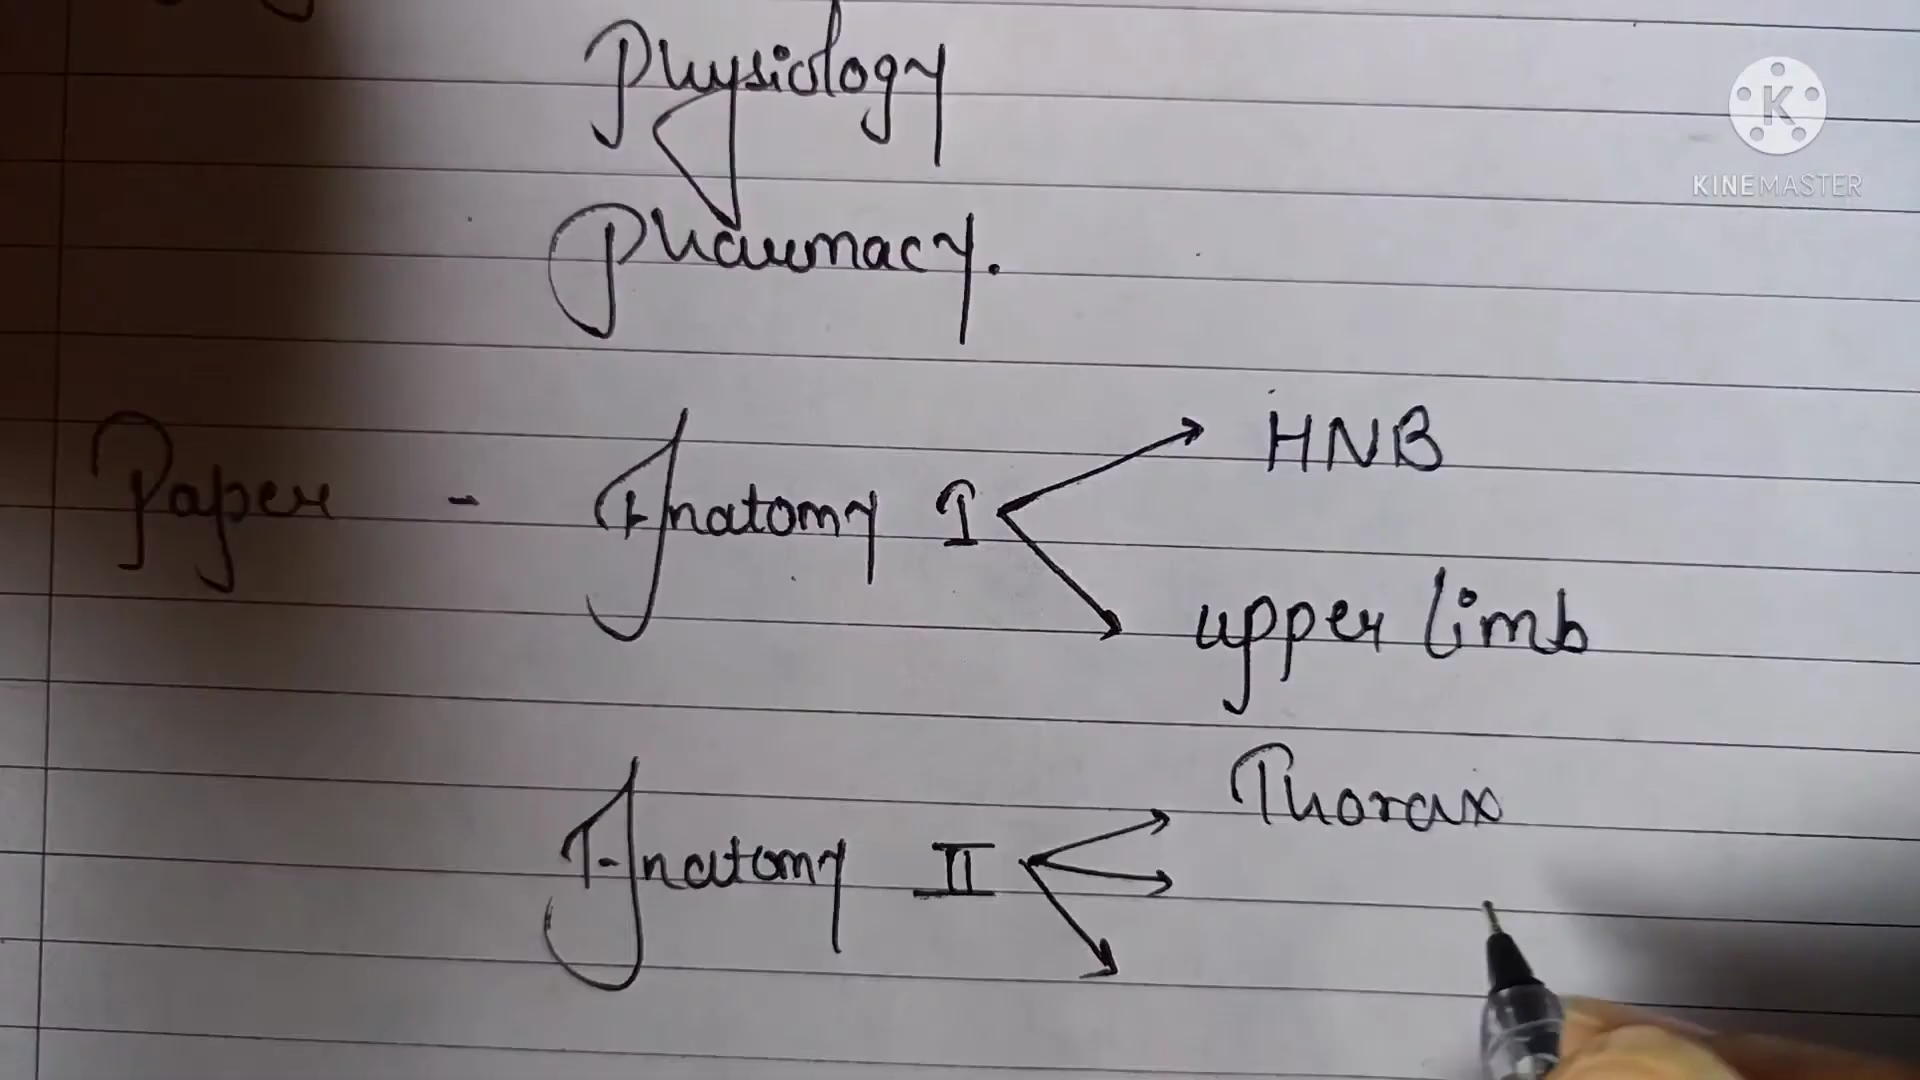 Physiology
Pharmacy.
KINEMASTER
Paper - Anatomy I
HNB
upper limb
Anatomy II
Thorax